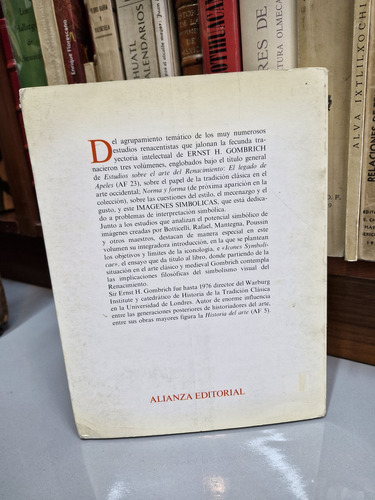 Del agrupamiento temático de los muy numerosos
estudios renacentistas que jalonan la fecunda tra-
yectoria intelectual de ERNST H. GOMBRICH
nacieron tres volúmenes, englobados bajo el título general
de Estudios sobre el arte del Renacimiento: El legado de
Apeles (AF 23), sobre el papel de la tradición clásica en el
arte occidental; Norma y forma (de próxima aparición en la
colección), sobre las cuestiones del estilo, el mecenazgo y el
gusto, y este IMAGENES SIMBOLICAS, que está dedica-
do a problemas de interpretación simbólica.
Junto a los estudios que analizan el potencial simbólico de
imágenes creadas por Botticelli, Rafael, Mantegna, Poussin
y otros maestros, destacan de manera especial en este
volumen su integradora introducción, en la que se plantean
los objetivos y límites de la iconología, e «Icones Symboli-
cae», el ensayo que da título al libro, donde partiendo de la
situación en el arte clásico y medieval Gombrich contempla
las implicaciones filosóficas del simbolismo visual del
Renacimiento.
Sir Ernst H. Gombrich fue hasta 1976 director del Warburg
Institute y catedrático de Historia de la Tradición Clásica
en la Universidad de Londres. Autor de enorme influencia
entre las generaciones posteriores de historiadores del arte,
entre sus obras mayores figura la Historia del arte (AF 5).
ALIANZA EDITORIAL
Enrique Florescano
CALENDARIOS
OLMECA
ALVA IXTLILXOCHI